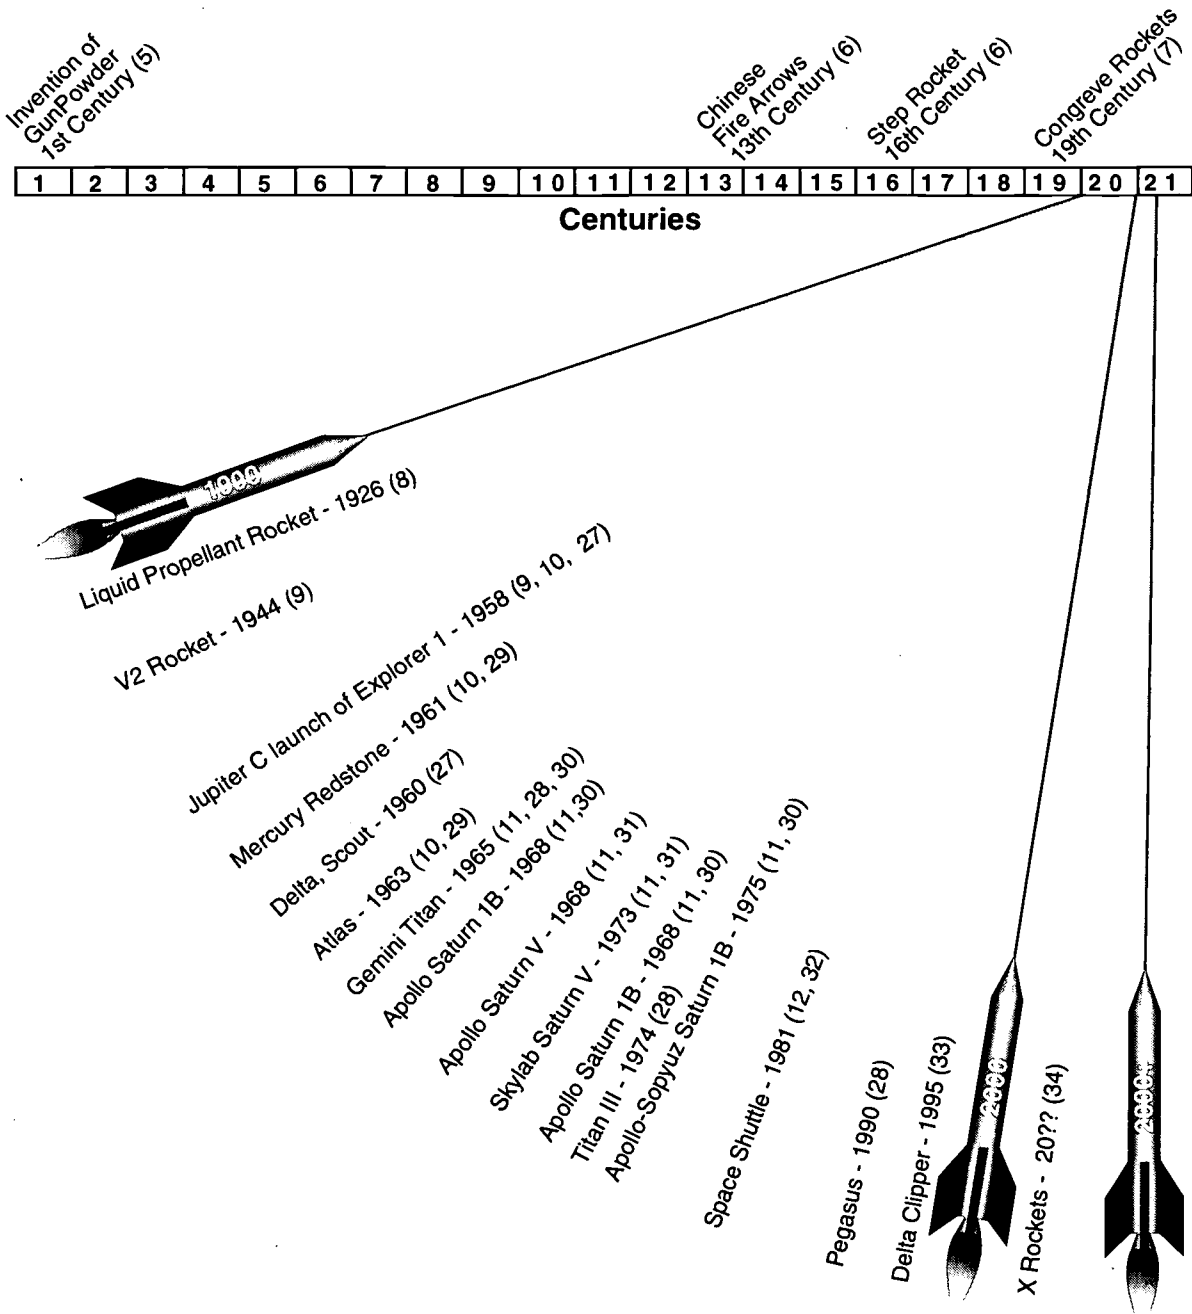 Invention of
GunPowder
1st Century (5)
Chinese
Fire Arrows
13th Century (6)
Step Rocket
16th Century (6)
Congreve Rockets
19th Century (7)
1 2 3 4 5 6 7 8 9 10 11 12 13 14 15 16 17 18 19 20 21
Centuries
1900
Liquid Propellant Rocket - 1926 (8)
V2 Rocket - 1944 (9)
Jupiter C launch of Explorer 1 - 1958 (9, 10, 27)
Mercury Redstone - 1961 (10, 29)
Delta, Scout - 1960 (27)
Atlas - 1963 (10, 29)
Gemini Titan - 1965 (11, 28, 30)
Apollo Saturn 1B - 1968 (11,30)
Apollo Saturn V - 1968 (11, 31)
Skylab Saturn V - 1973 (11, 31)
Apollo Saturn 1B - 1968 (11, 30)
Titan III - 1974 (28)
Apollo-Sopyuz Saturn 1B - 1975 (11, 30)
Space Shuttle - 1981 (12, 32)
Pegasus - 1990 (28)
Delta Clipper - 1995 (33)
2000
X Rockets - 20?? (34)